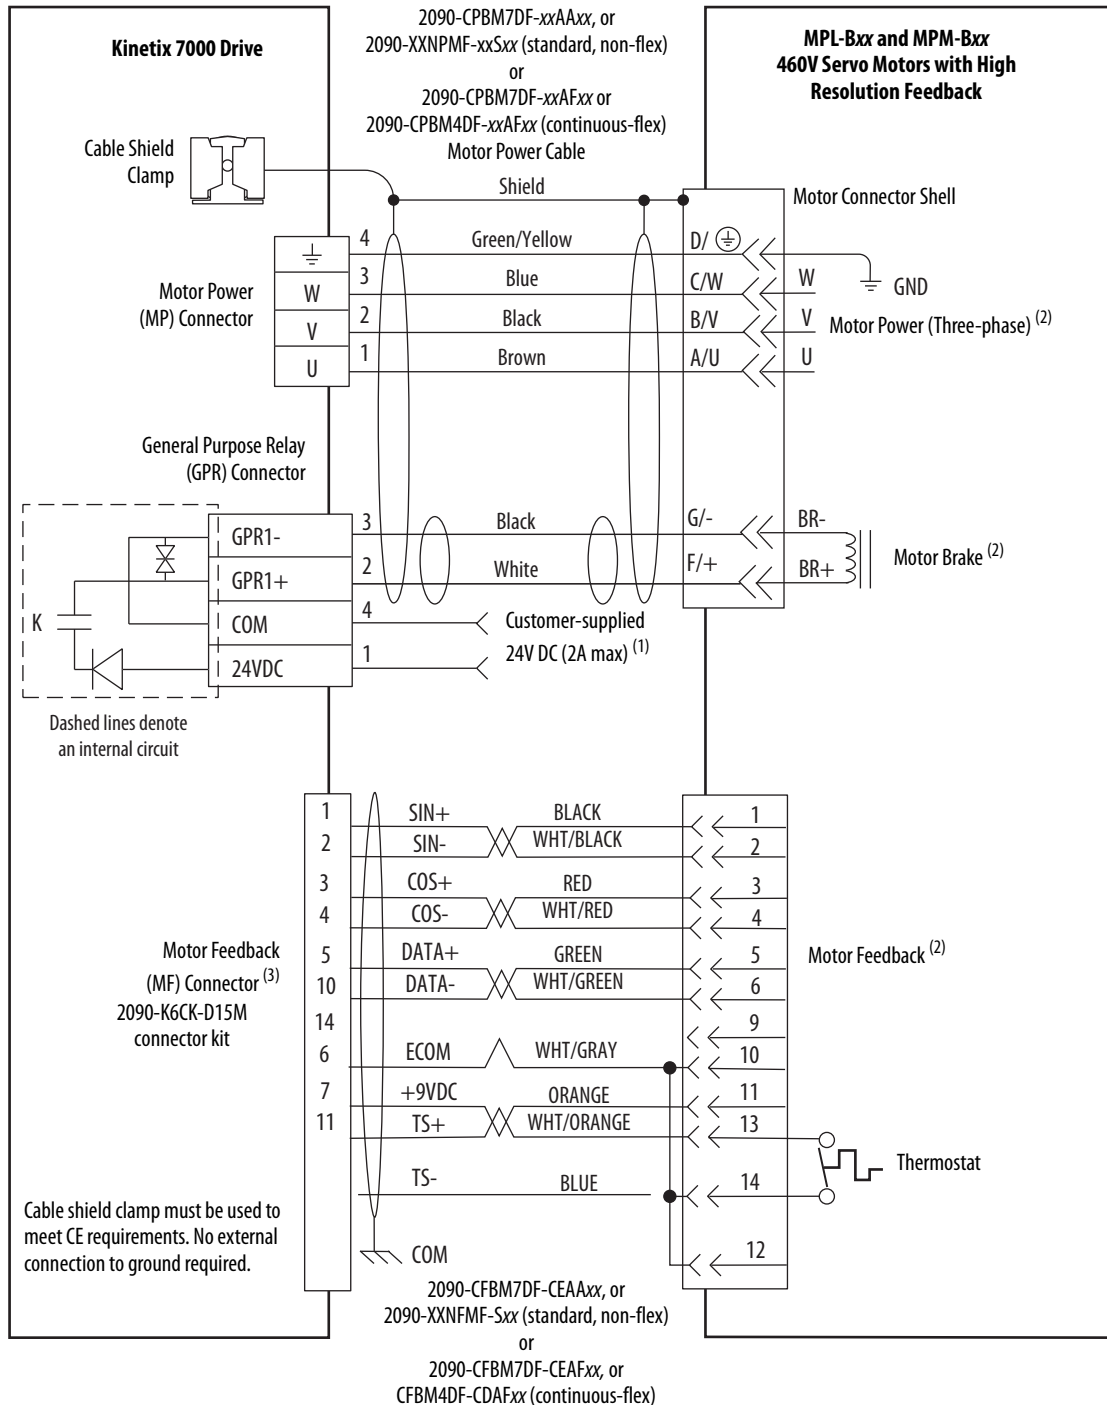 2090-CPBM7DF-xxAAxx, or
2090-XXNPMF-xxSxx (standard, non-flex)
or
2090-CPBM7DF-xxAFxx or
2090-CPBM4DF-xxAFxx (continuous-flex)
Motor Power Cable
Kinetix 7000 Drive
MPL-Bxx and MPM-Bxx
460V Servo Motors with High
Resolution Feedback
Cable Shield
Clamp
Shield
Motor Connector Shell
Motor Power
(MP) Connector
4 Green/Yellow D/
W 3 Blue C/W W GND
V 2 Black B/V V Motor Power (Three-phase) (2)
U 1 Brown A/U U
General Purpose Relay
(GPR) Connector
GPR1- 3 Black G/- BR-
GPR1+ 2 White F/+ BR+ Motor Brake (2)
K COM 4 Customer-supplied
24VDC 1 24V DC (2A max) (1)
Dashed lines denote
an internal circuit
1 SIN+ BLACK 1
2 SIN- WHT/BLACK 2
3 COS+ RED 3
4 COS- WHT/RED 4
5 DATA+ GREEN 5
10 DATA- WHT/GREEN 6
14 9
6 ECOM WHT/GRAY 10
7 +9VDC ORANGE 11
11 TS+ WHT/ORANGE 13
TS- BLUE 14
12
Motor Feedback
(MF) Connector (3)
2090-K6CK-D15M
connector kit
Motor Feedback (2)
Thermostat
Cable shield clamp must be used to
meet CE requirements. No external
connection to ground required.
COM
2090-CFBM7DF-CEAAxx, or
2090-XXNFMF-Sxx (standard, non-flex)
or
2090-CFBM7DF-CEAFxx, or
CFBM4DF-CDAFxx (continuous-flex)